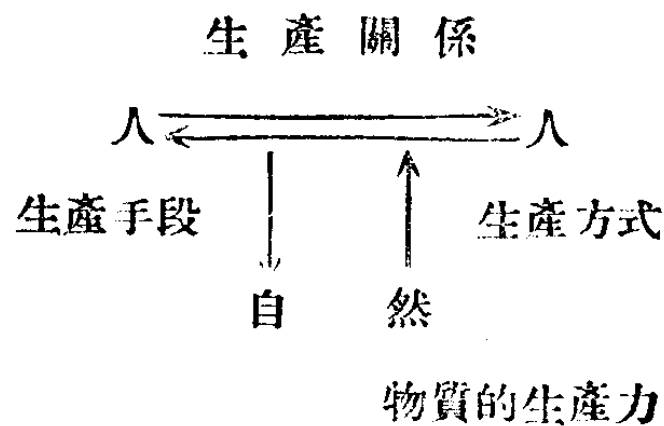 生產關係
人 人
生產手段 生產方式
自然
物質的生產力